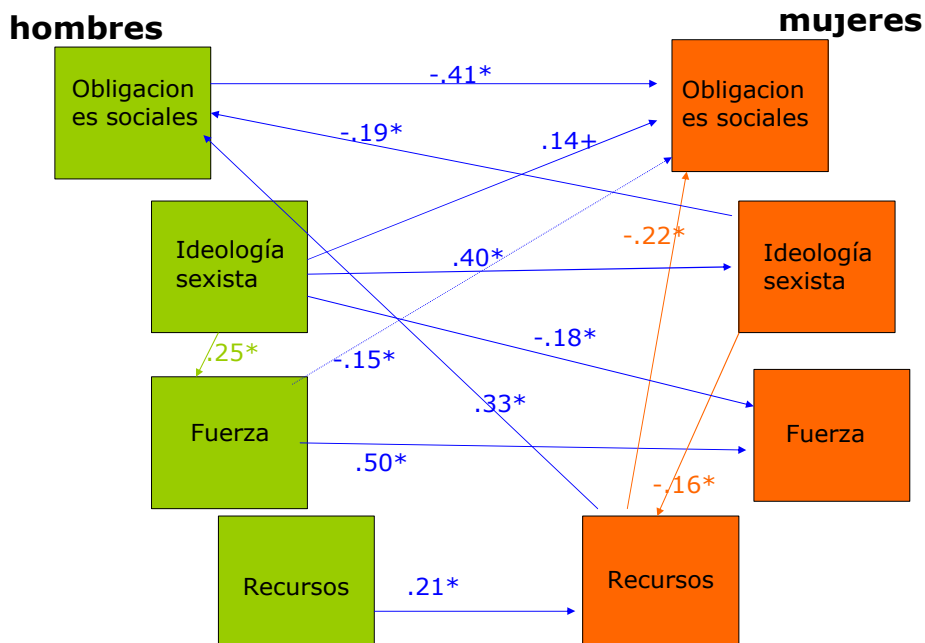 hombres
mujeres
Obligacion
es sociales
-.41*
Obligacion
es sociales
-.19*
.14+
Ideología
sexista
.40*
-.22*
Ideología
sexista
.25*
-.15*
-.18*
Fuerza
.33*
Fuerza
.50*
-.16*
Recursos
.21*
Recursos